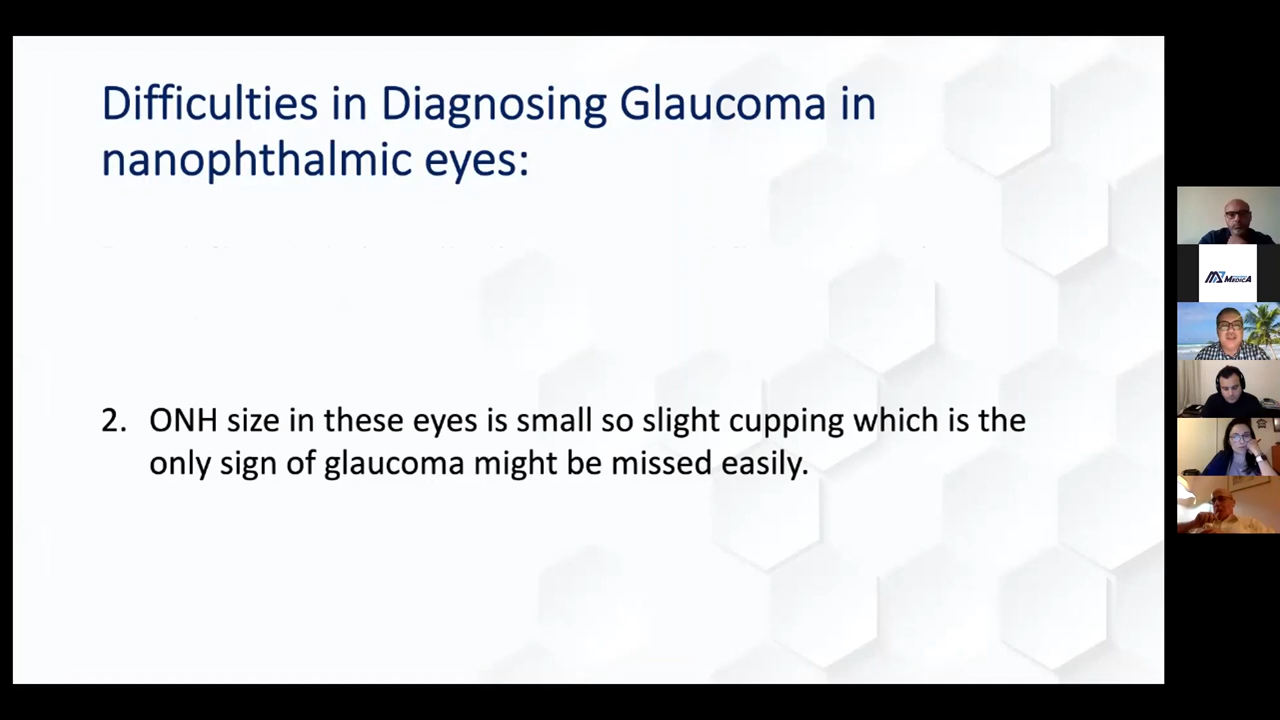 Difficulties in Diagnosing Glaucoma in
nanophthalmic eyes:
2. ONH size in these eyes is small so slight cupping which is the
only sign of glaucoma might be missed easily.
MEDICA